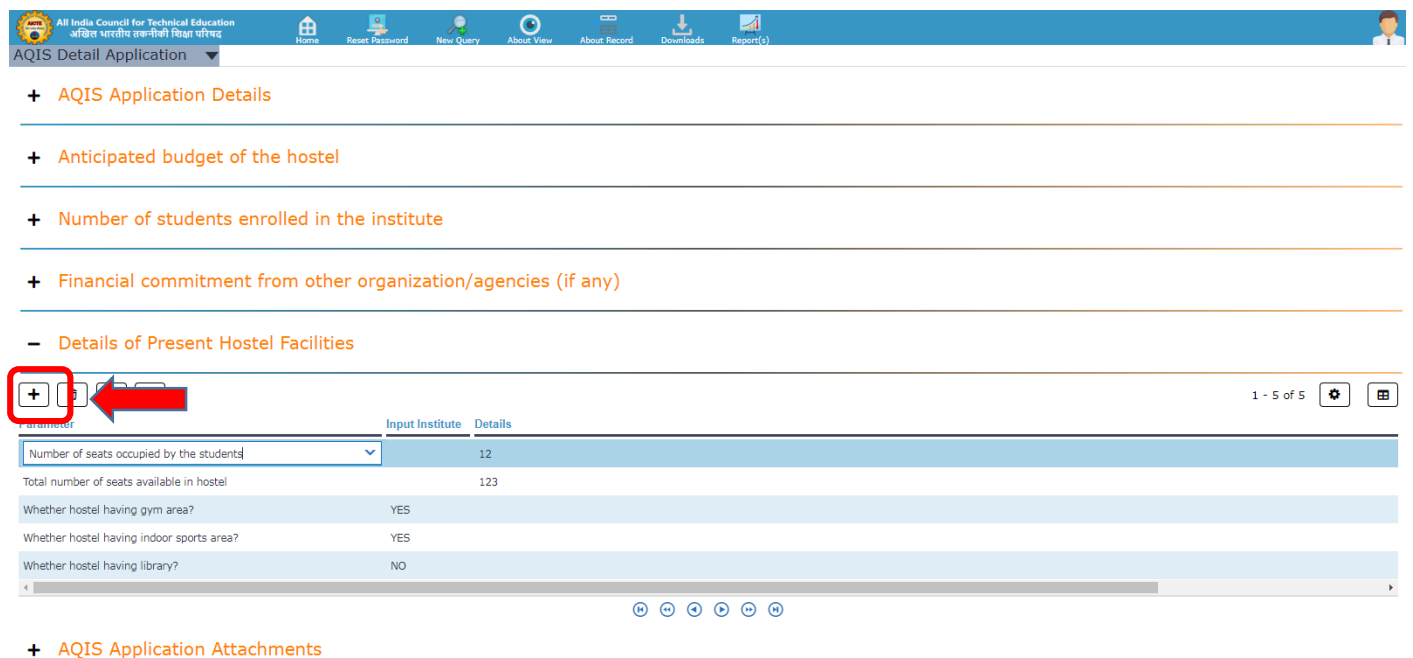 All India Council for Technical Education
अखिल भारतीय तकनीकी शिक्षा परिषद
Home Reset Password New Query About View About Record Downloads Report(s)
AQIS Detail Application
+ AQIS Application Details
+ Anticipated budget of the hostel
+ Number of students enrolled in the institute
+ Financial commitment from other organization/agencies (if any)
− Details of Present Hostel Facilities
+ 1 - 5 of 5
Parameter Input Institute Details
Number of seats occupied by the students 12
Total number of seats available in hostel 123
Whether hostel having gym area? YES
Whether hostel having indoor sports area? YES
Whether hostel having library? NO
+ AQIS Application Attachments